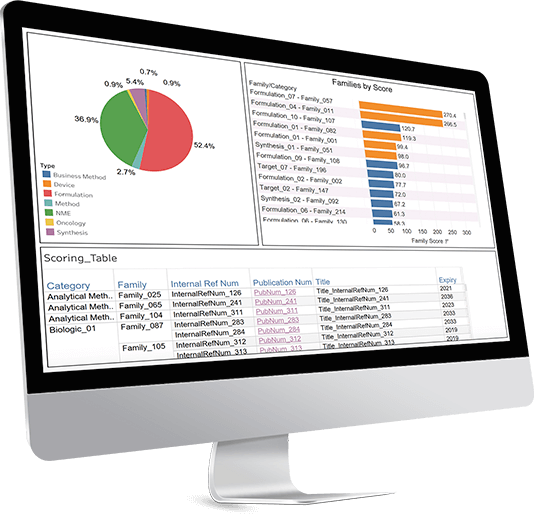 0.7%
0.9%
5.4%
0.9%
36.9%
52.4%
2.7%
Type
Business Method
Device
Formulation
Method
NME
Oncology
Synthesis
Families by Score
Family/Category
Formulation_07 - Family_057
Formulation_04 - Family_011 270.4
Formulation_10 - Family_107 266.5
Formulation_01 - Family_082 120.7
Formulation_01 - Family_001 119.3
Synthesis_01 - Family_051 99.4
Formulation_09 - Family_108 98.0
Target_07 - Family_196 96.7
Formulation_02 - Family_002 80.0
Target_02 - Family_147 77.7
Synthesis_02 - Family_092 72.0
Formulation_06 - Family_214 67.2
Formulation_06 - Family_130 61.3
58.3
0 50 100 150 200 250 300
Family Score
Scoring_Table
Category Family Internal Ref Num Publication Num Title Expiry
Analytical Meth.. Family_025 InternalRefNum_126 PubNum_126 Title_InternalRefNum_126 2021
Analytical Meth.. Family_065 InternalRefNum_241 PubNum_241 Title_InternalRefNum_241 2036
Analytical Meth.. Family_104 InternalRefNum_311 PubNum_311 Title_InternalRefNum_311 2023
Biologic_01 Family_087 InternalRefNum_283 PubNum_283 Title_InternalRefNum_283 2033
InternalRefNum_284 PubNum_284 Title_InternalRefNum_284 2033
Family_105 InternalRefNum_312 PubNum_312 Title_InternalRefNum_312 2019
InternalRefNum_313 PubNum_313 Title_InternalRefNum_313 2019